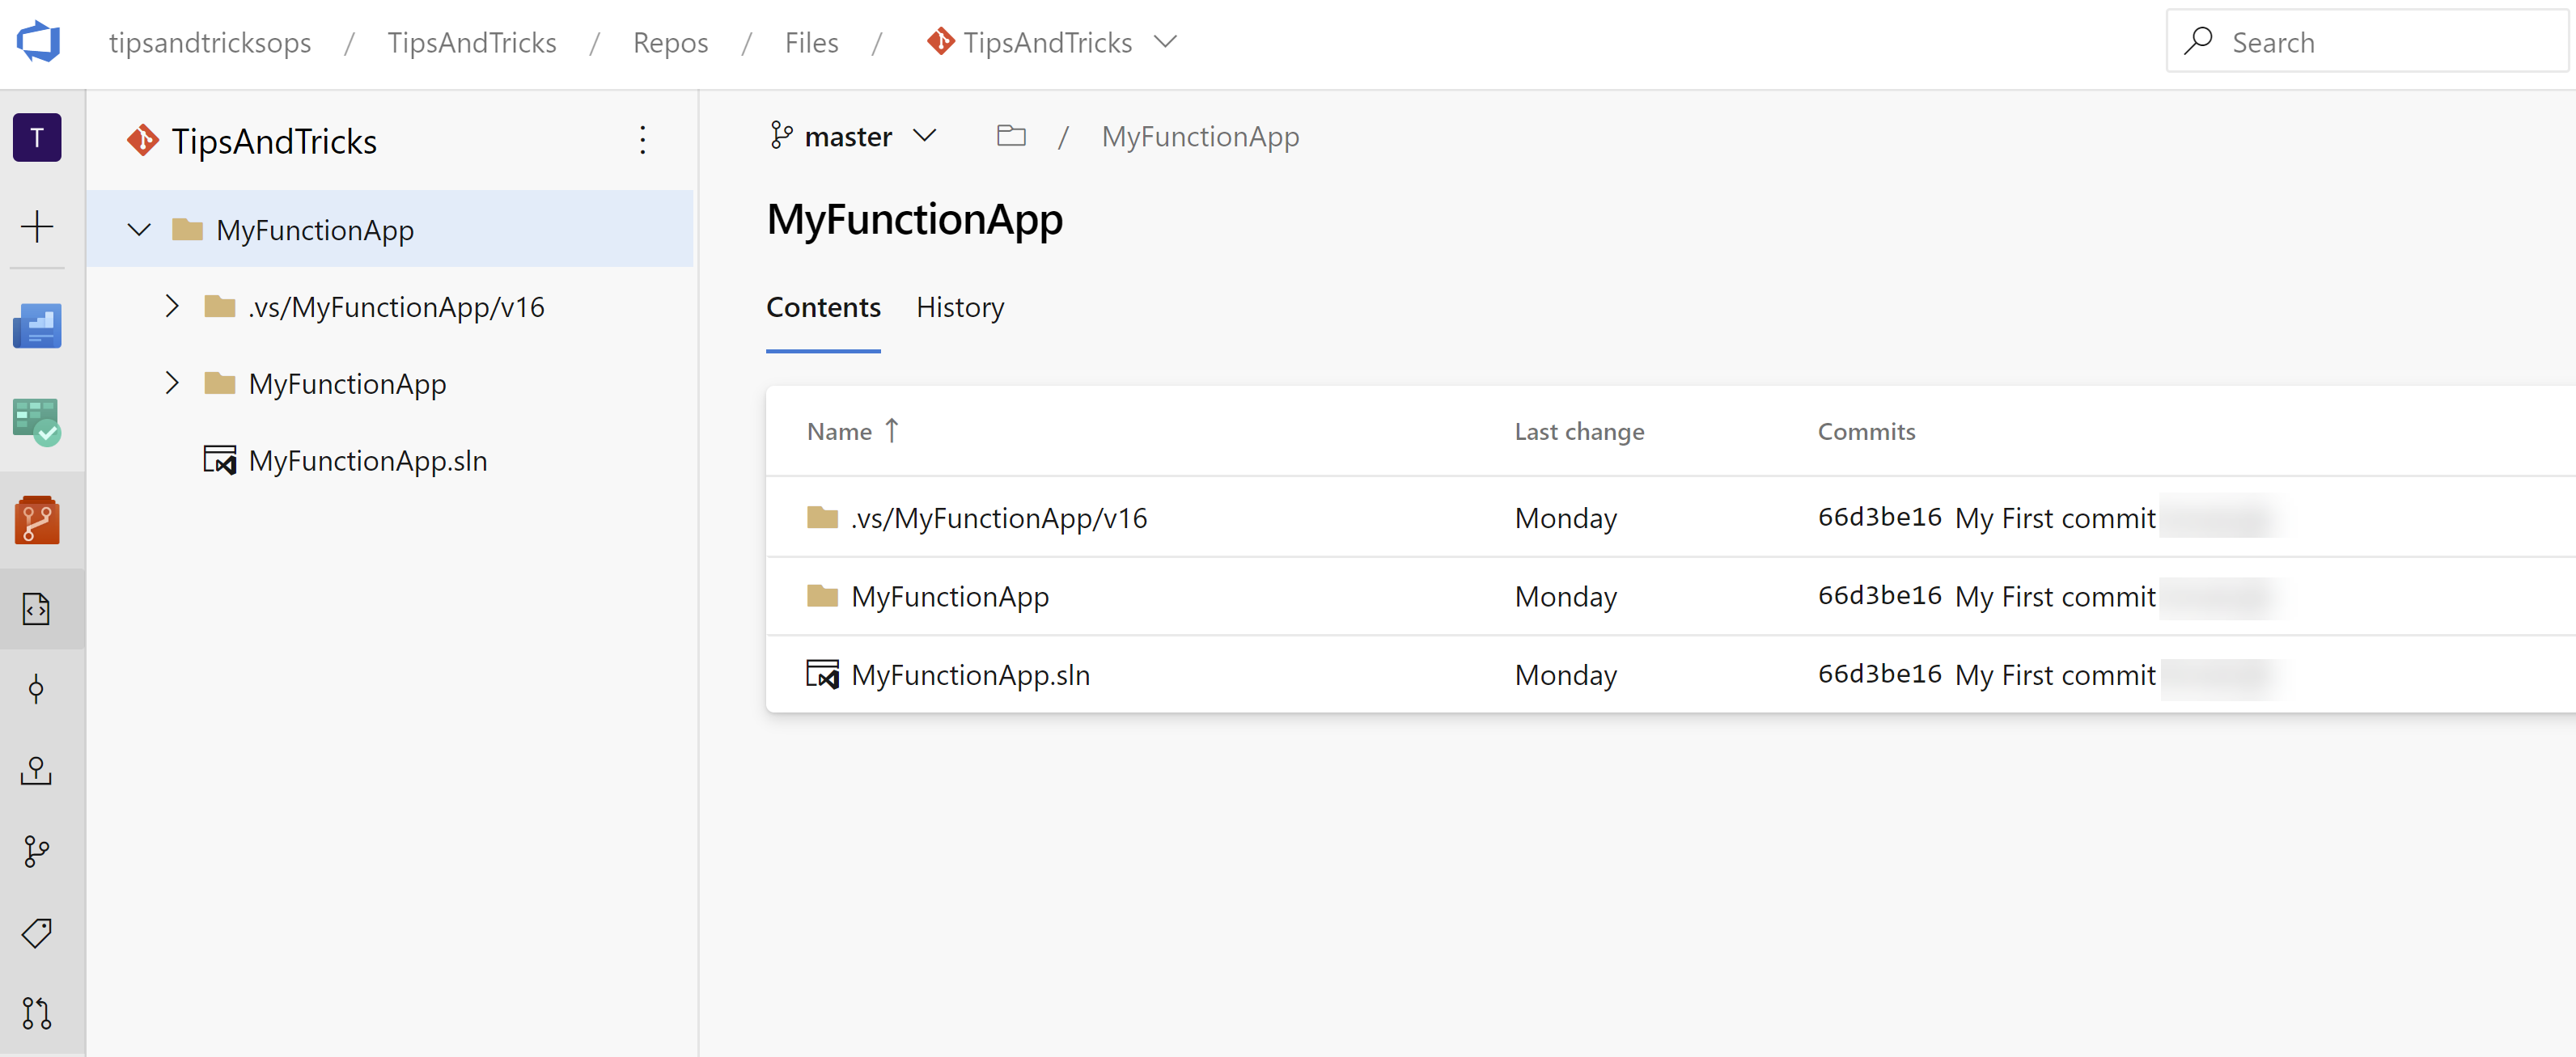 tipsandtricksops / TipsAndTricks / Repos / Files / TipsAndTricks
Search
T
TipsAndTricks
MyFunctionApp
.vs/MyFunctionApp/v16
MyFunctionApp
MyFunctionApp.sln
master / MyFunctionApp
MyFunctionApp
Contents History
Name Last change Commits
.vs/MyFunctionApp/v16 Monday 66d3be16 My First commit
MyFunctionApp Monday 66d3be16 My First commit
MyFunctionApp.sln Monday 66d3be16 My First commit